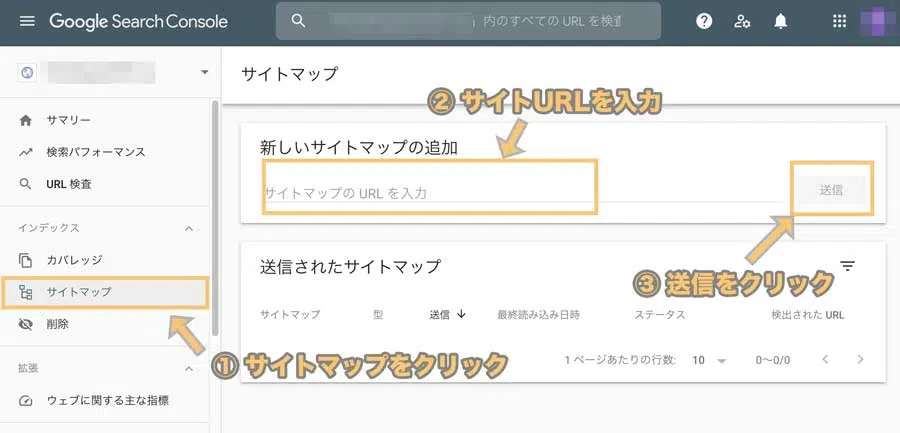 Google Search Console
内のすべての URL を検査
サイトマップ
② サイトURLを入力
サマリー
検索パフォーマンス
URL 検査
インデックス
カバレッジ
サイトマップ
削除
① サイトマップをクリック
拡張
ウェブに関する主な指標
新しいサイトマップの追加
サイトマップの URL を入力
送信
③ 送信をクリック
送信されたサイトマップ
サイトマップ 型 送信 ↓ 最終読み込み日時 ステータス 検出された URL
1 ページあたりの行数: 10 0~0/0